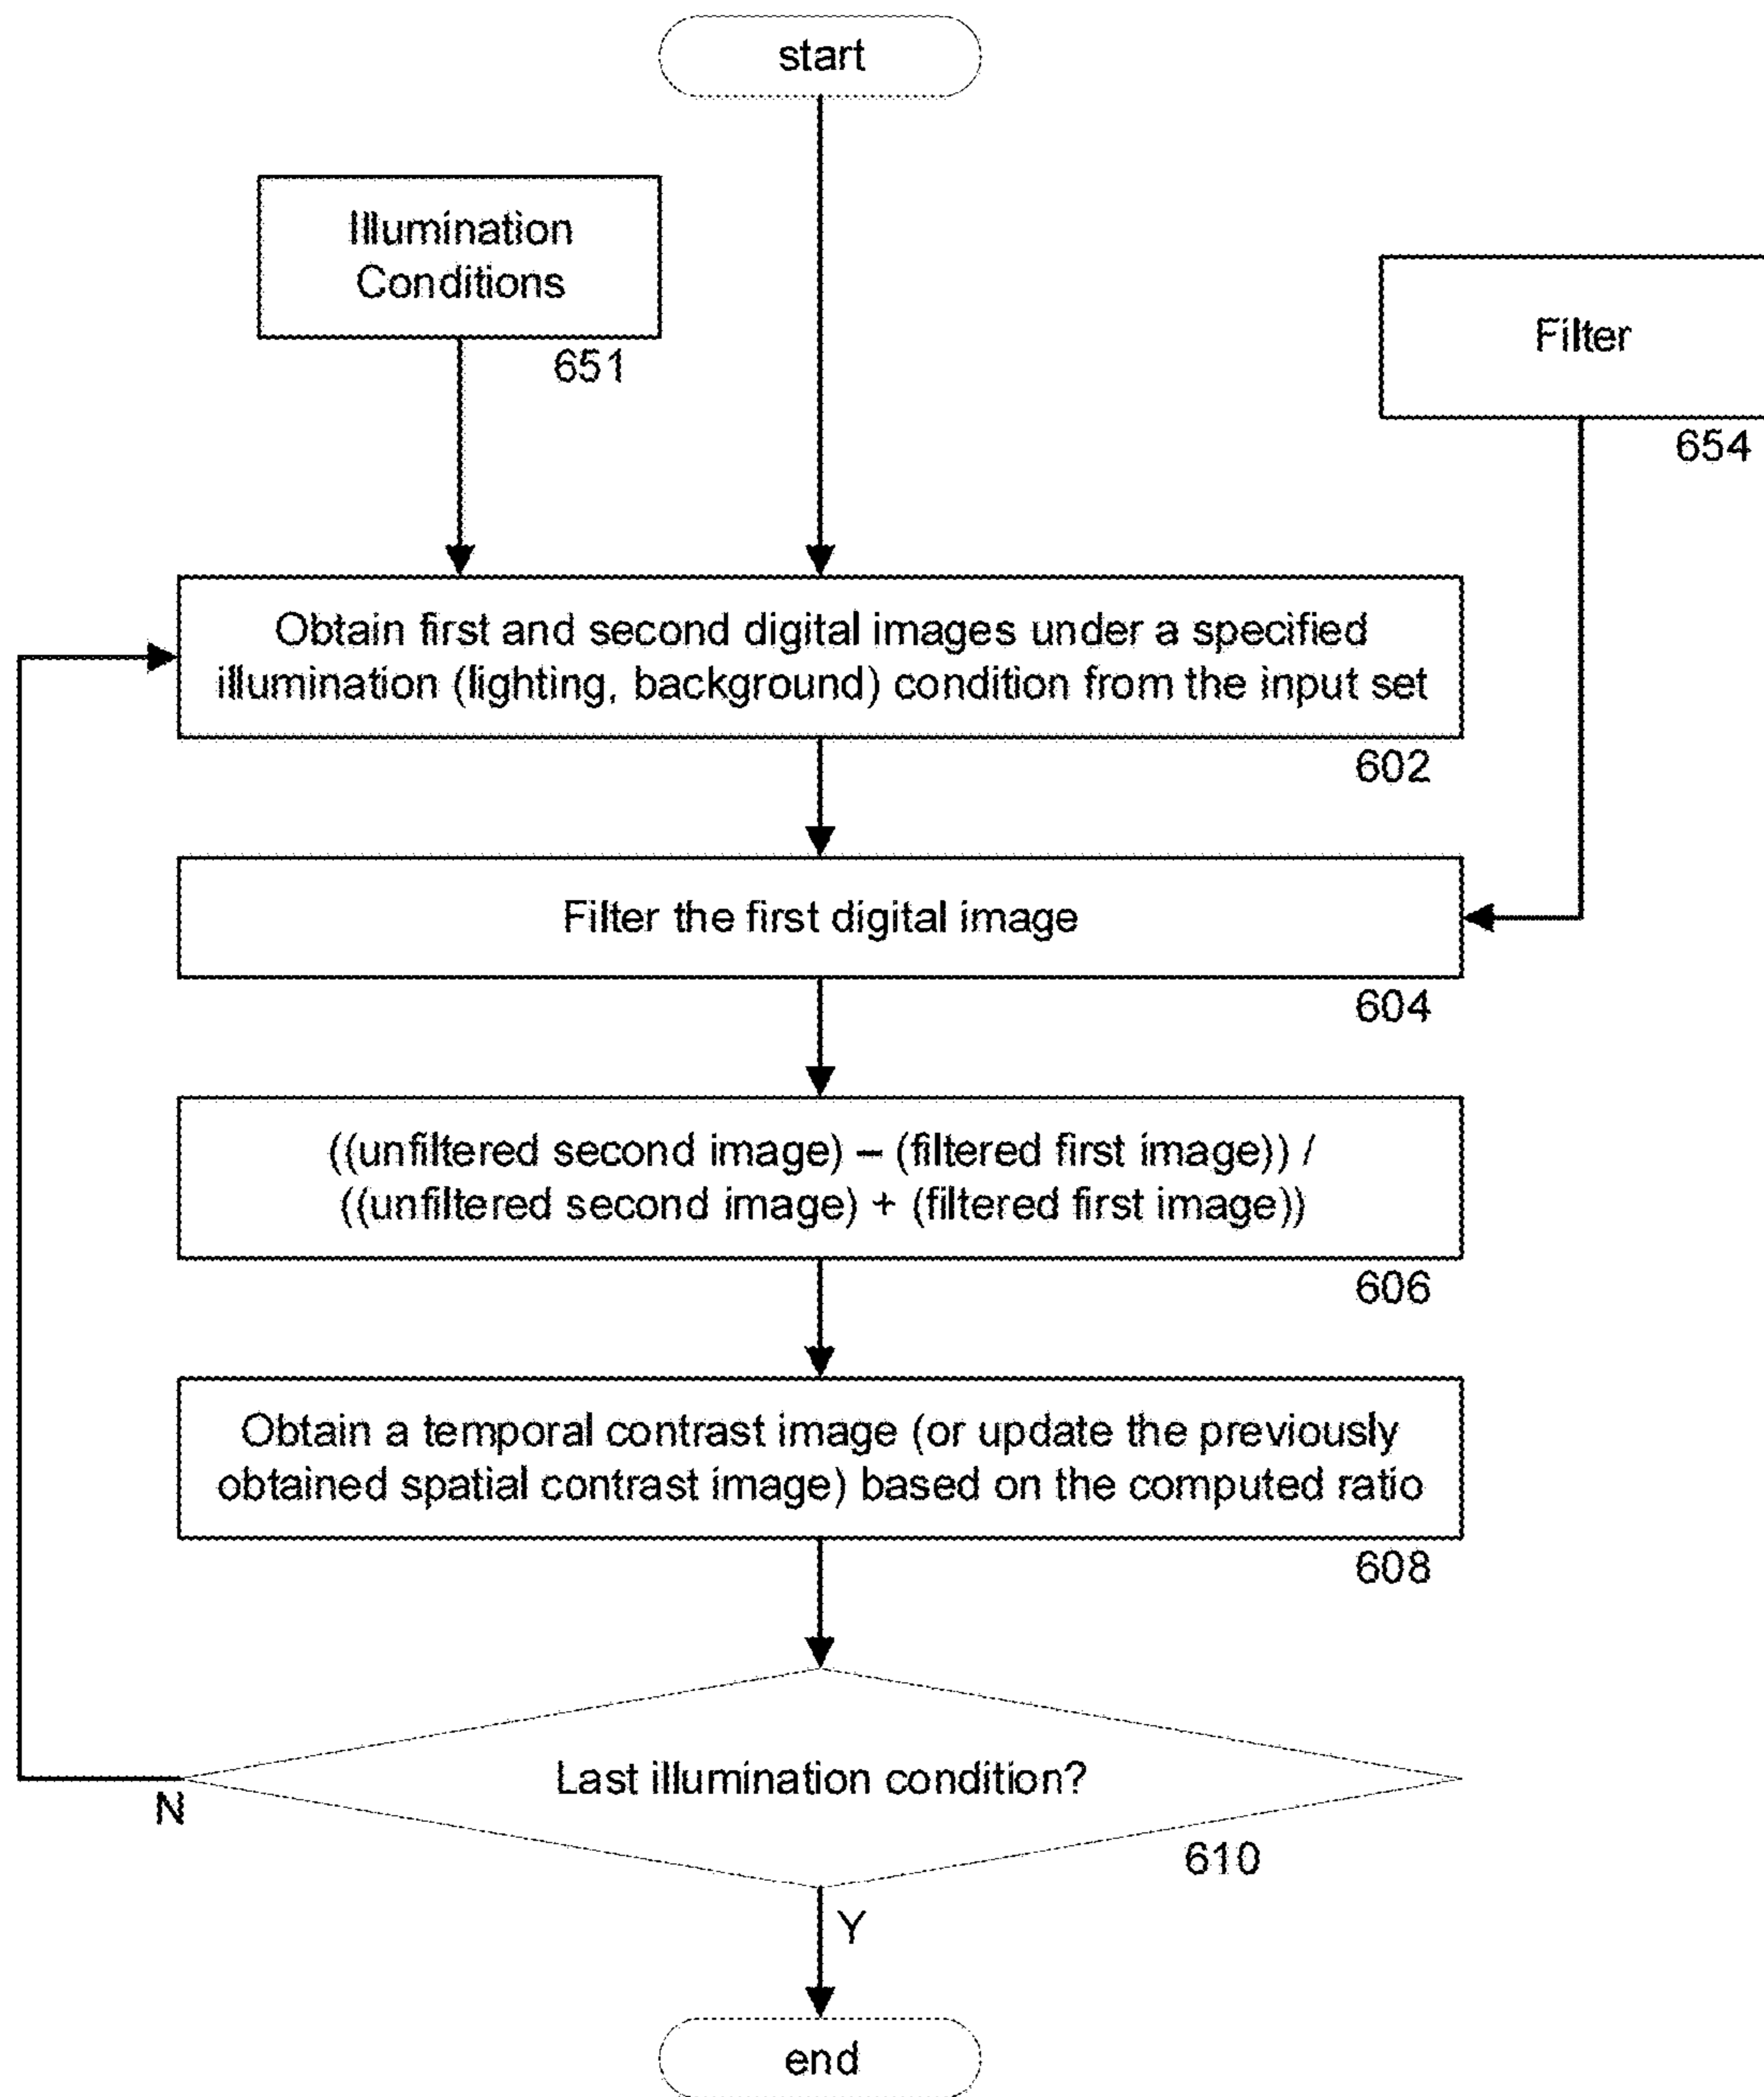 start
Illumination
Conditions
651
Filter
654
Obtain first and second digital images under a specified
illumination (lighting, background) condition from the input set
602
Filter the first digital image
604
((unfiltered second image) – (filtered first image)) /
((unfiltered second image) + (filtered first image))
606
Obtain a temporal contrast image (or update the previously
obtained spatial contrast image) based on the computed ratio
608
Last illumination condition?
N
610
Y
end